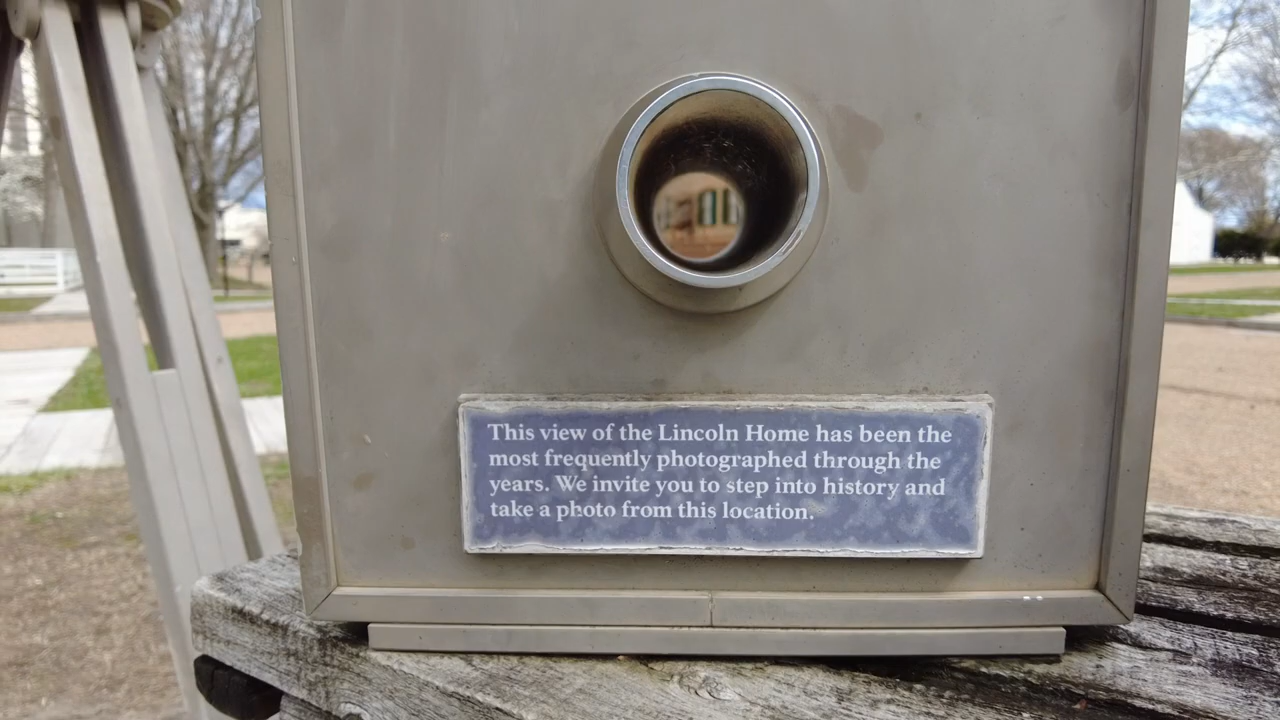 This view of the Lincoln Home has been the
most frequently photographed through the
years. We invite you to step into history and
take a photo from this location.